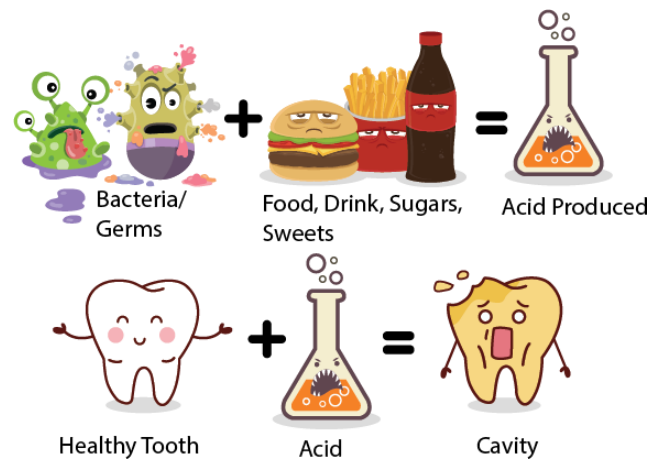 Bacteria/
Germs
Food, Drink, Sugars,
Sweets
Acid Produced
Healthy Tooth
Acid
Cavity